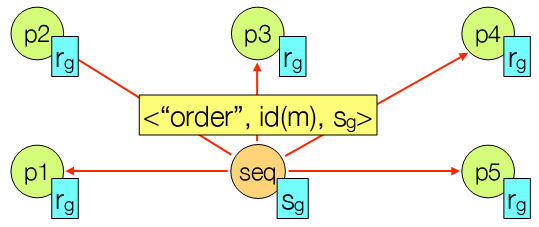 p2
rg
p3
rg
p4
rg
<“order”, id(m), sg>
p1
rg
seq
sg
p5
rg